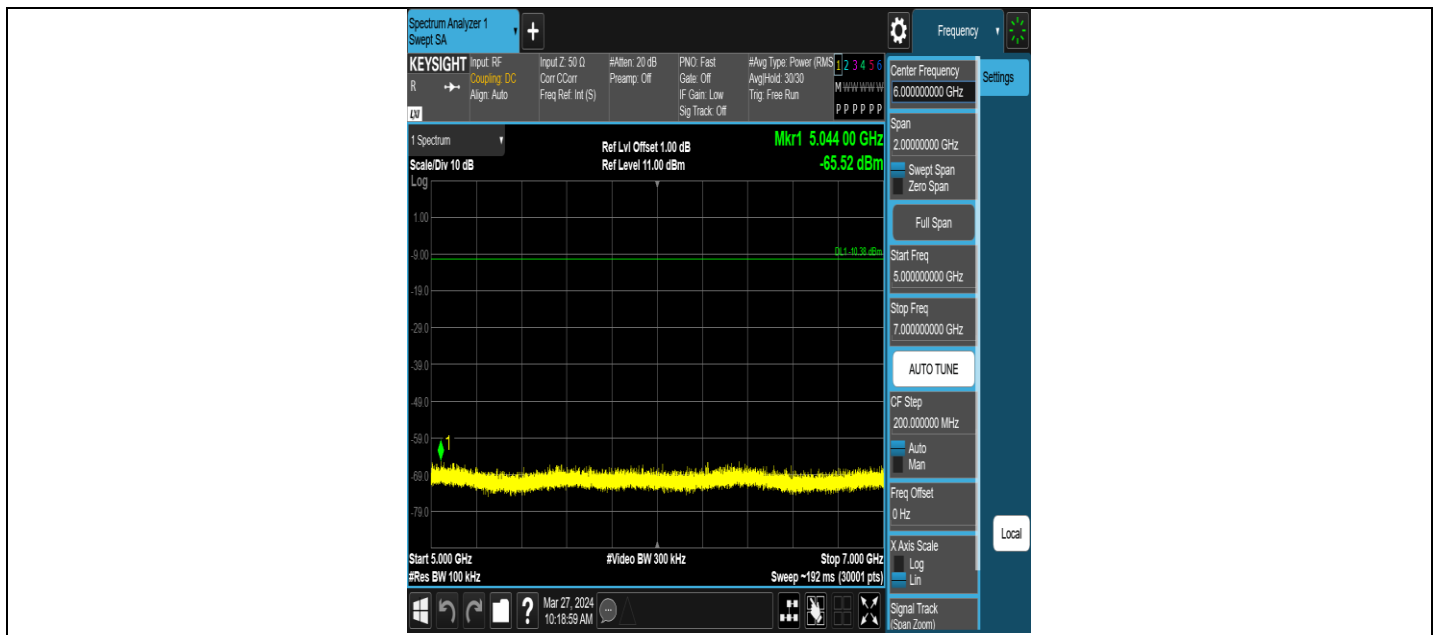 Spectrum Analyzer 1
Swept SA
+
Frequency
KEYSIGHT
R
LXI
Input: RF
Coupling: DC
Align: Auto
Input Z: 50 Ω
Corr CCorr
Freq Ref: Int (S)
#Atten: 20 dB
Preamp: Off
PNO: Fast
Gate: Off
IF Gain: Low
Sig Track: Off
#Avg Type: Power (RMS
Avg|Hold: 30/30
Trig: Free Run
1 2 3 4 5 6
M W W W W W
P P P P P P
1 Spectrum
Scale/Div 10 dB
Log
Ref Lvl Offset 1.00 dB
Ref Level 11.00 dBm
Mkr1 5.044 00 GHz
-65.52 dBm
1.00
-9.00
DL1 -10.38 dBm
-19.0
-29.0
-39.0
-49.0
-59.0
1
-69.0
-79.0
Start 5.000 GHz
#Res BW 100 kHz
#Video BW 300 kHz
Stop 7.000 GHz
Sweep ~192 ms (30001 pts)
Center Frequency
6.000000000 GHz
Settings
Span
2.00000000 GHz
Swept Span
Zero Span
Full Span
Start Freq
5.000000000 GHz
Stop Freq
7.000000000 GHz
AUTO TUNE
CF Step
200.000000 MHz
Auto
Man
Freq Offset
0 Hz
X Axis Scale
Log
Lin
Signal Track
(Span Zoom)
Local
?
Mar 27, 2024
10:18:59 AM